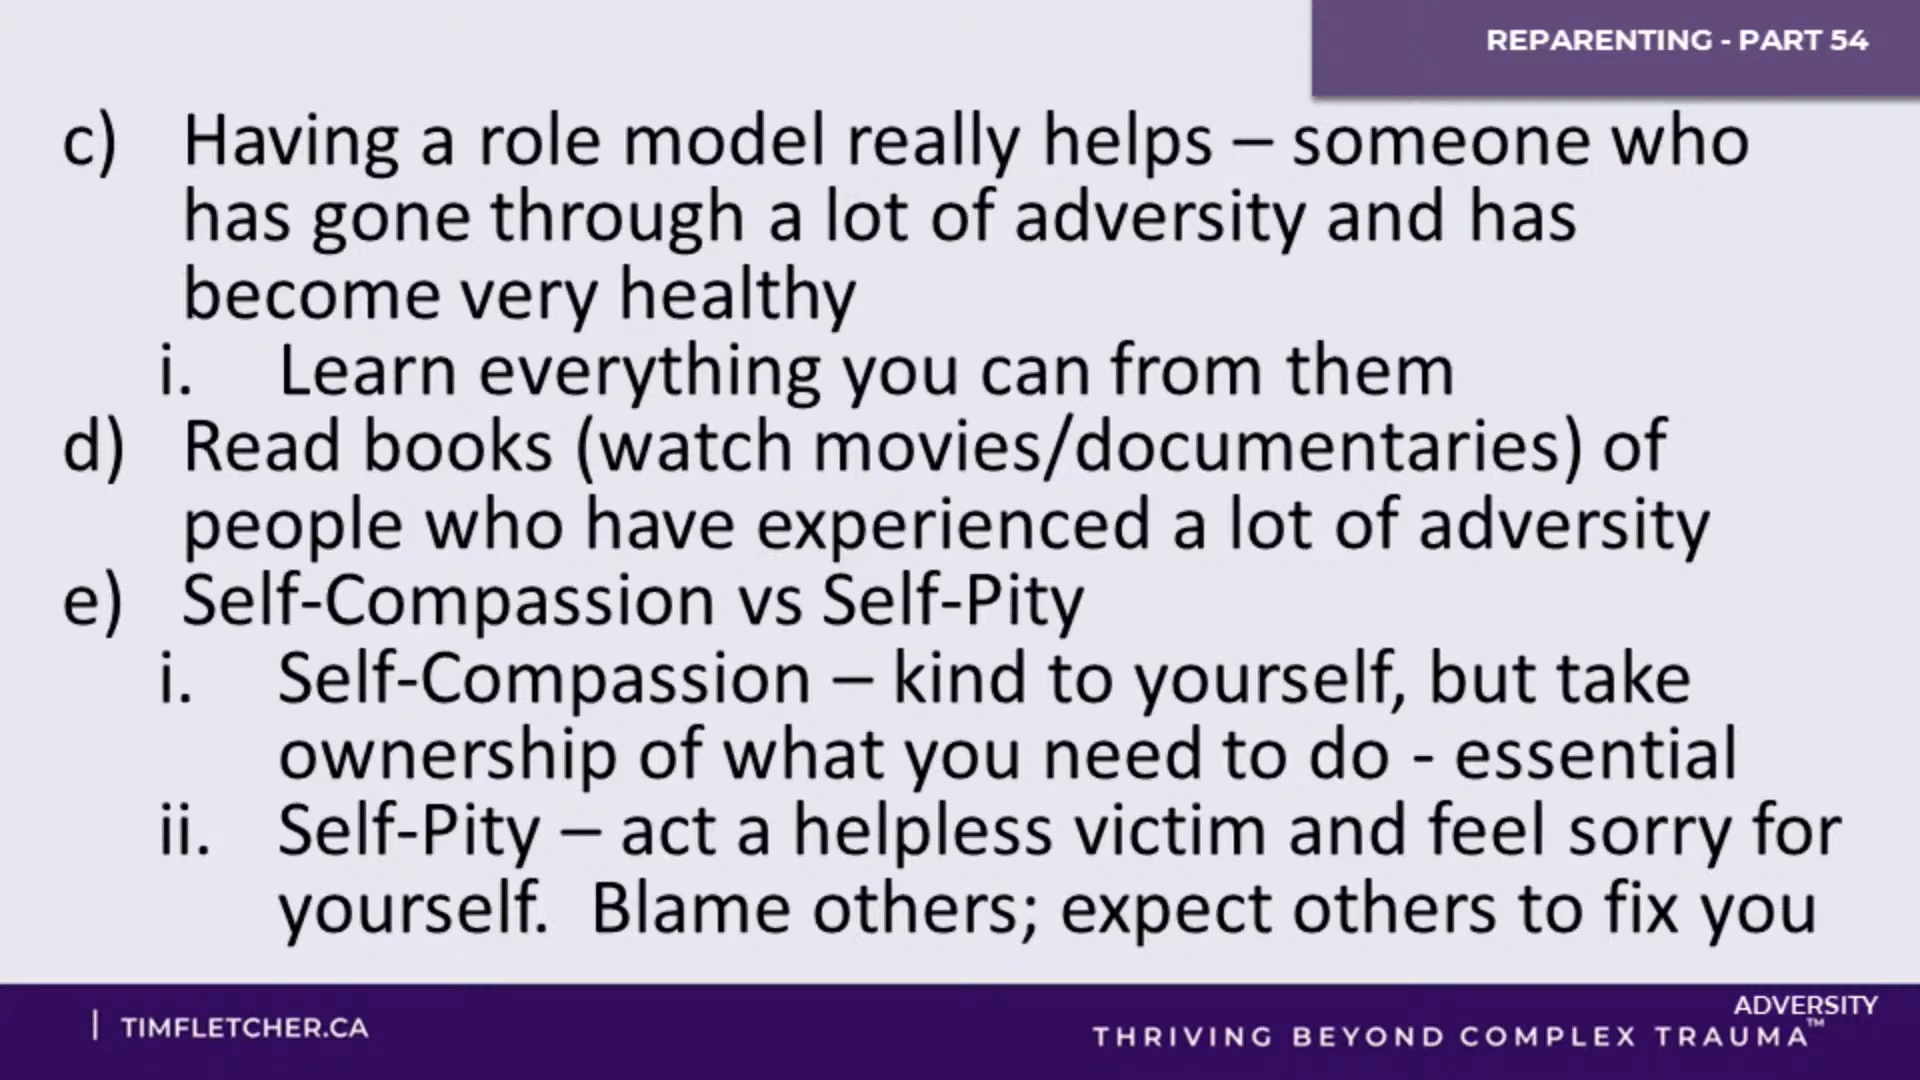 REPARENTING - PART 54
c) Having a role model really helps – someone who
has gone through a lot of adversity and has
become very healthy
i. Learn everything you can from them
d) Read books (watch movies/documentaries) of
people who have experienced a lot of adversity
e) Self-Compassion vs Self-Pity
i. Self-Compassion – kind to yourself, but take
ownership of what you need to do - essential
ii. Self-Pity – act a helpless victim and feel sorry for
yourself.  Blame others; expect others to fix you
| TIMFLETCHER.CA
ADVERSITY
THRIVING BEYOND COMPLEX TRAUMA™